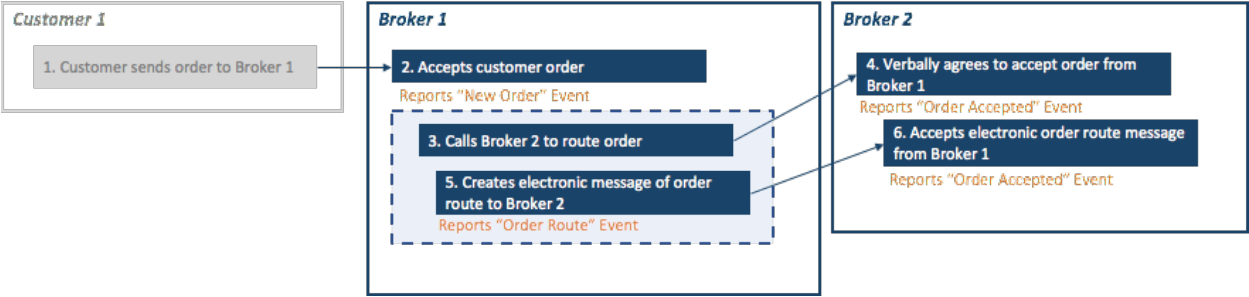 Customer 1
1. Customer sends order to Broker 1
Broker 1
2. Accepts customer order
Reports "New Order" Event
3. Calls Broker 2 to route order
5. Creates electronic message of order
route to Broker 2
Reports "Order Route" Event
Broker 2
4. Verbally agrees to accept order from
Broker 1
Reports "Order Accepted" Event
6. Accepts electronic order route message
from Broker 1
Reports "Order Accepted" Event